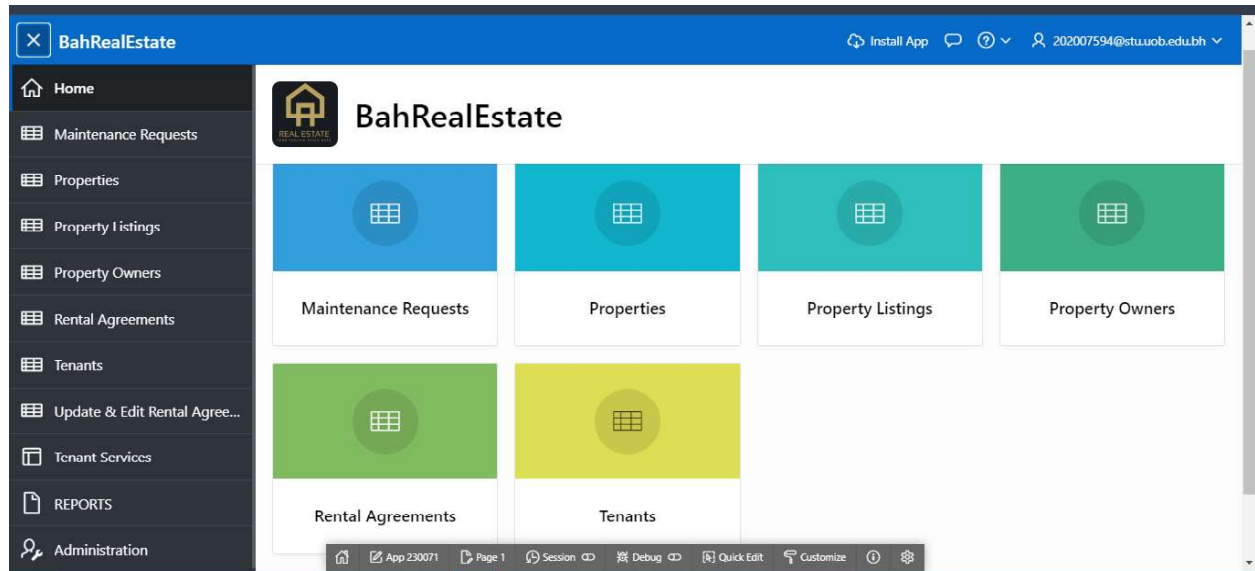 BahRealEstate
Install App
202007594@stu.uob.edu.bh
Home
Maintenance Requests
Properties
Property Listings
Property Owners
Rental Agreements
Tenants
Update & Edit Rental Agree...
Tenant Services
REPORTS
Administration
REAL ESTATE
BahRealEstate
Maintenance Requests
Properties
Property Listings
Property Owners
Rental Agreements
Tenants
App 230071
Page 1
Session
Debug
Quick Edit
Customize